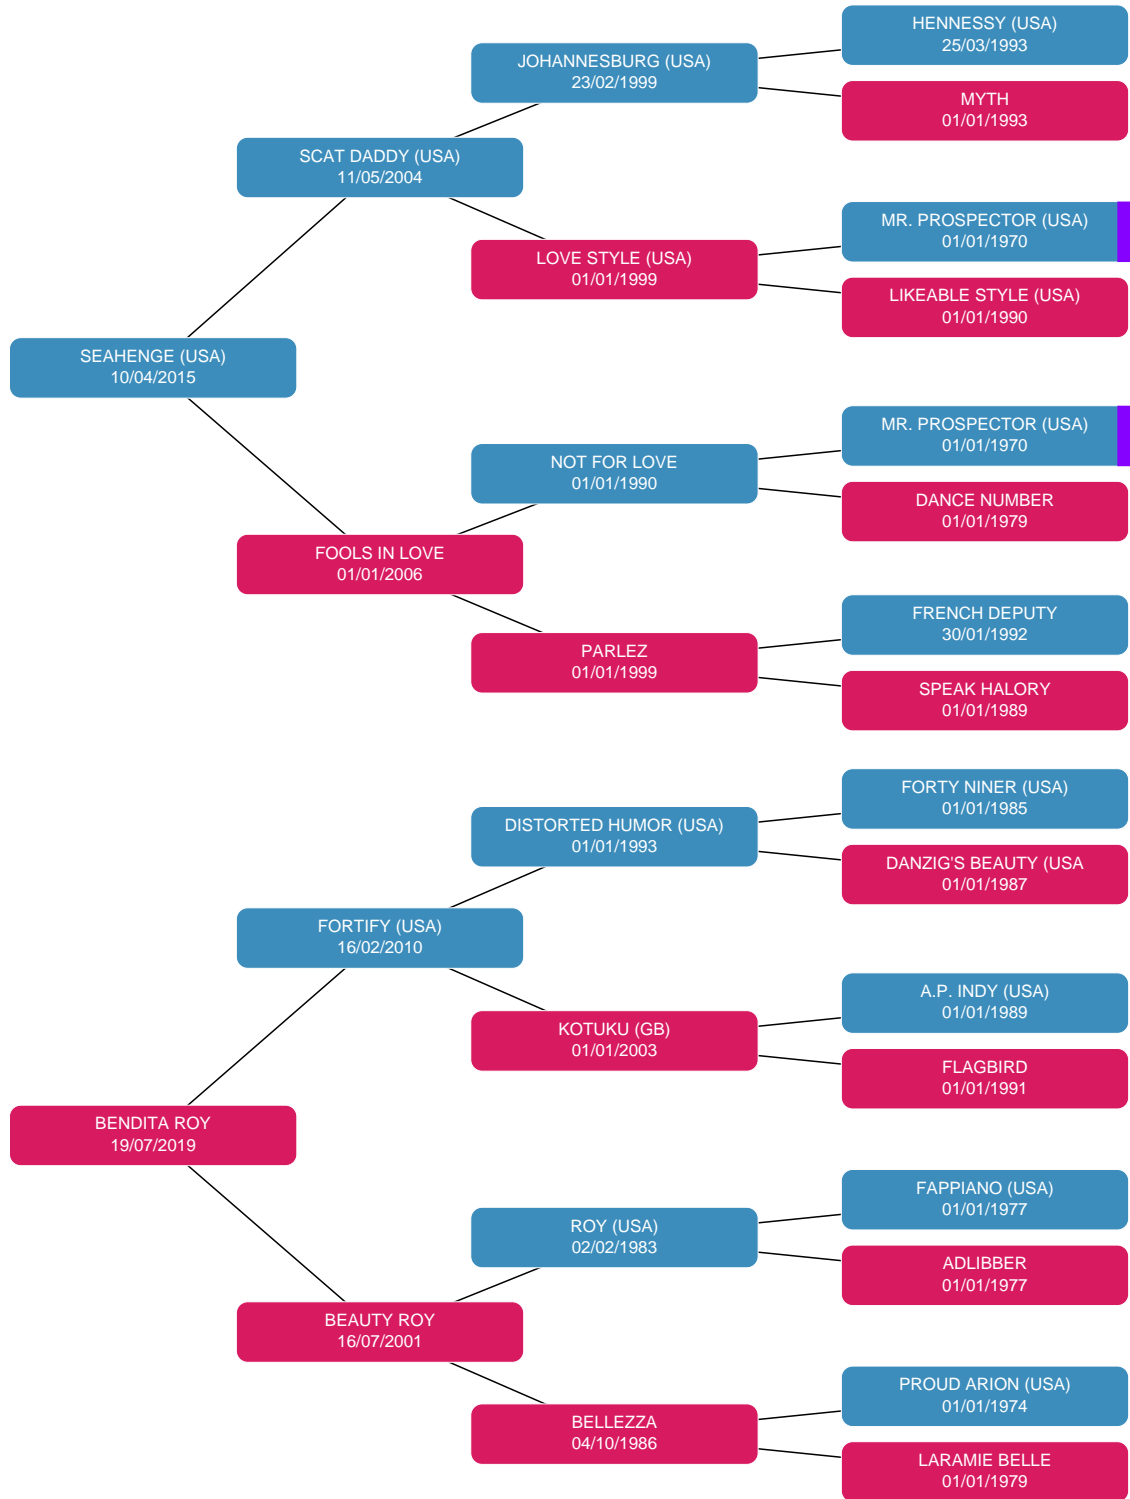 HENNESSY (USA)
25/03/1993
JOHANNESBURG (USA)
23/02/1999
MYTH
01/01/1993
SCAT DADDY (USA)
11/05/2004
MR. PROSPECTOR (USA)
01/01/1970
LOVE STYLE (USA)
01/01/1999
LIKEABLE STYLE (USA)
01/01/1990
SEAHENGE (USA)
10/04/2015
MR. PROSPECTOR (USA)
01/01/1970
NOT FOR LOVE
01/01/1990
DANCE NUMBER
01/01/1979
FOOLS IN LOVE
01/01/2006
FRENCH DEPUTY
30/01/1992
PARLEZ
01/01/1999
SPEAK HALORY
01/01/1989
FORTY NINER (USA)
01/01/1985
DISTORTED HUMOR (USA)
01/01/1993
DANZIG'S BEAUTY (USA
01/01/1987
FORTIFY (USA)
16/02/2010
A.P. INDY (USA)
01/01/1989
KOTUKU (GB)
01/01/2003
FLAGBIRD
01/01/1991
BENDITA ROY
19/07/2019
FAPPIANO (USA)
01/01/1977
ROY (USA)
02/02/1983
ADLIBBER
01/01/1977
BEAUTY ROY
16/07/2001
PROUD ARION (USA)
01/01/1974
BELLEZZA
04/10/1986
LARAMIE BELLE
01/01/1979